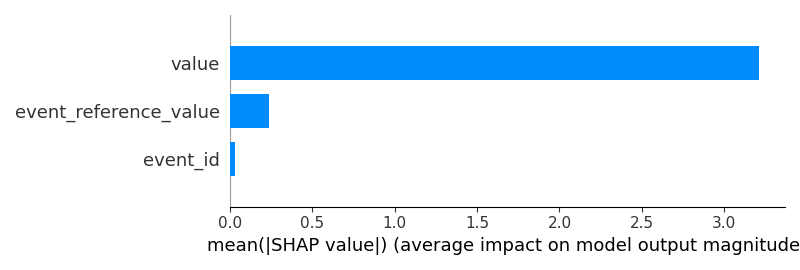 value
event_reference_value
event_id
0.0 0.5 1.0 1.5 2.0 2.5 3.0
mean(|SHAP value|) (average impact on model output magnitude